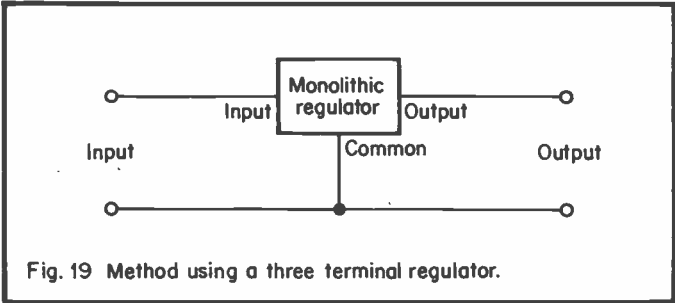 Monolithic
regulator
Input
Output
Common
Input
Output
Fig. 19 Method using a three terminal regulator.